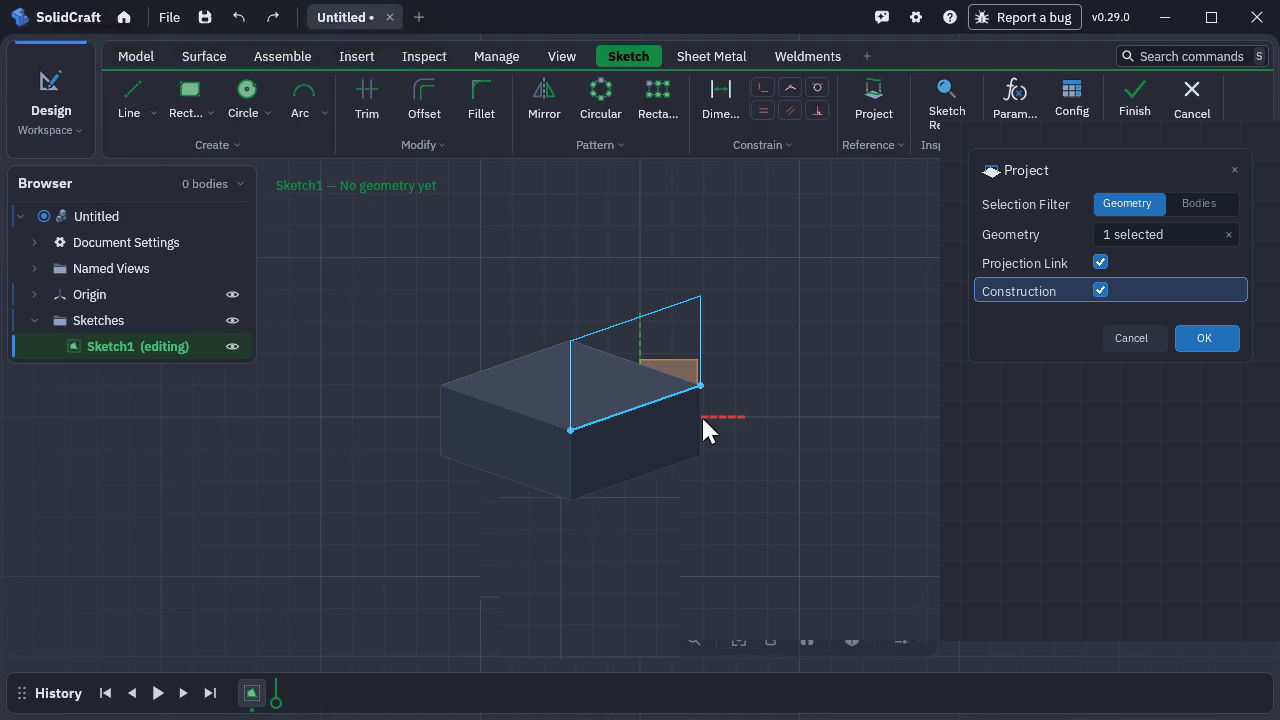 SolidCraft
File
Untitled •
Report a bug
v0.29.0
Design
Workspace
Model
Surface
Assemble
Insert
Inspect
Manage
View
Sketch
Sheet Metal
Weldments
Search commands
S
Line
Rect...
Circle
Arc
Trim
Offset
Fillet
Mirror
Circular
Recta...
Dime...
Project
Sketch
Re
Param...
Config
Finish
Cancel
Create
Modify
Pattern
Constrain
Reference
Insp
Browser
0 bodies
Untitled
Document Settings
Named Views
Origin
Sketches
Sketch1 (editing)
Sketch1 — No geometry yet
Project
Selection Filter
Geometry
Bodies
Geometry
1 selected
Projection Link
Construction
Cancel
OK
History